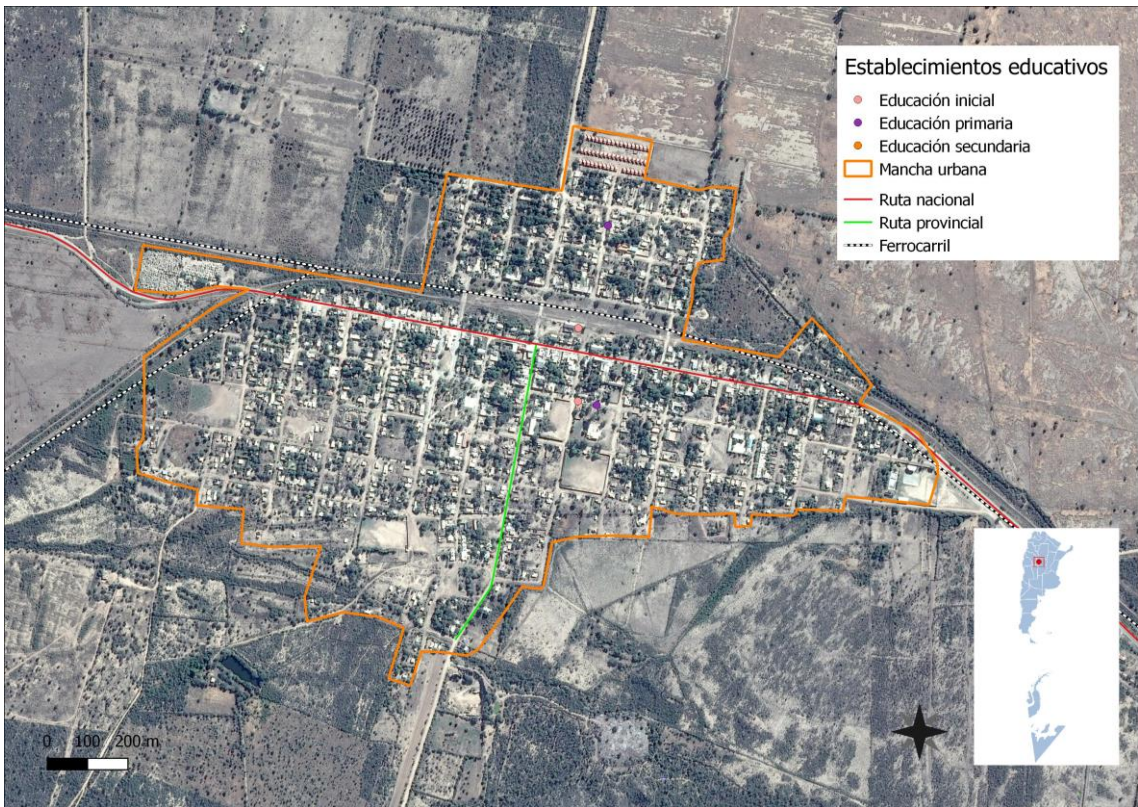 Establecimientos educativos
Educación inicial
Educación primaria
Educación secundaria
Mancha urbana
Ruta nacional
Ruta provincial
Ferrocarril
0 100 200 m